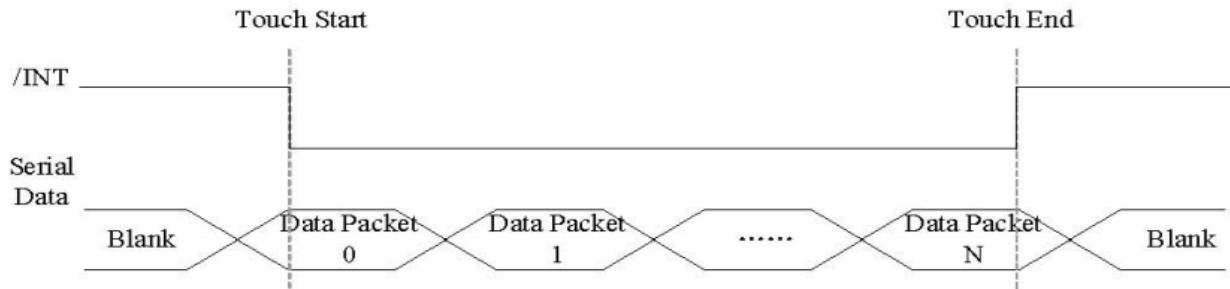 Touch Start
Touch End
/INT
Serial
Data
Blank
Data Packet
0
Data Packet
1
......
Data Packet
N
Blank